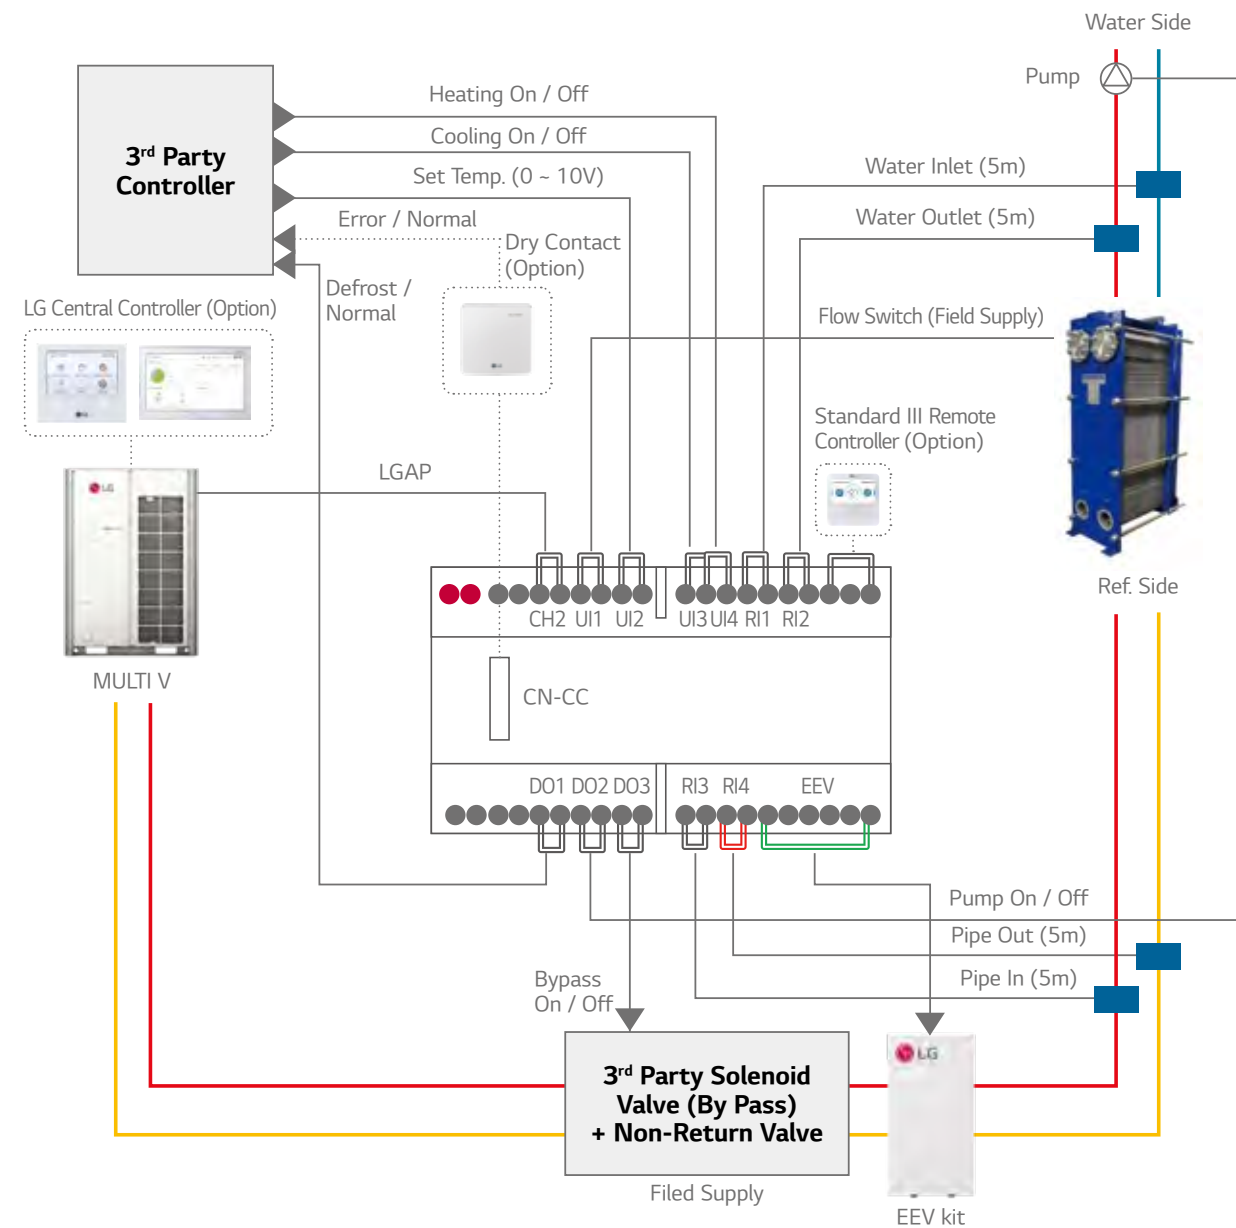 Water Side
Pump
Heating On / Off
Cooling On / Off
Set Temp. (0 ~ 10V)
Error / Normal
3rd Party
Controller
Dry Contact
(Option)
Defrost /
Normal
Water Inlet (5m)
Water Outlet (5m)
LG Central Controller (Option)
Flow Switch (Field Supply)
Standard III Remote
Controller (Option)
LGAP
LG
MULTI V
Ref. Side
CH2 UI1 UI2 UI3 UI4 RI1 RI2
CN-CC
DO1 DO2 DO3 RI3 RI4 EEV
Pump On / Off
Pipe Out (5m)
Pipe In (5m)
Bypass
On / Off
3rd Party Solenoid
Valve (By Pass)
+ Non-Return Valve
Filed Supply
LG
EEV kit
T